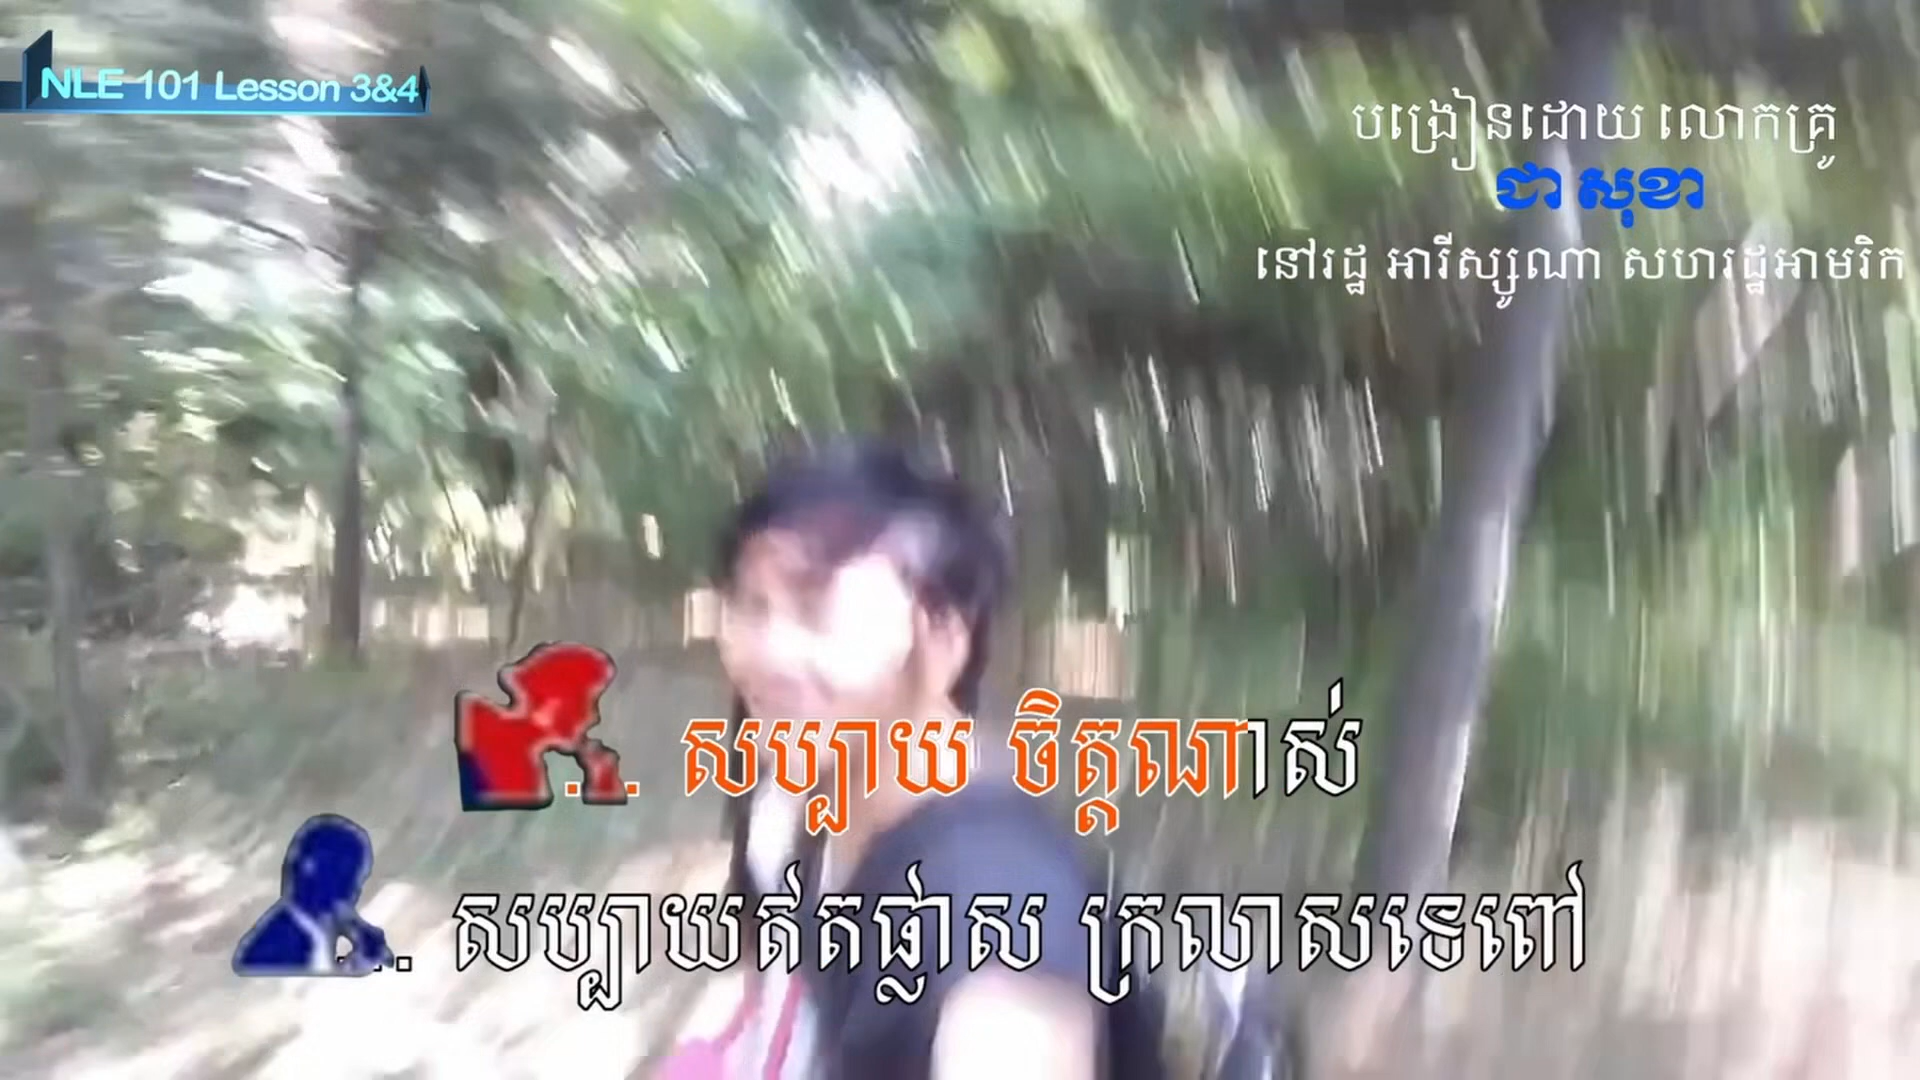 NLE 101 Lesson 3&4
បង្រៀនដោយ លោកគ្រូ
ជា សុខា
នៅរដ្ឋ អារីស្សូណា សហរដ្ឋអាមរិក
... សប្បាយ ចិត្តណាស់
... សប្បាយឥតផ្លាស ក្រលាសទេពៅ